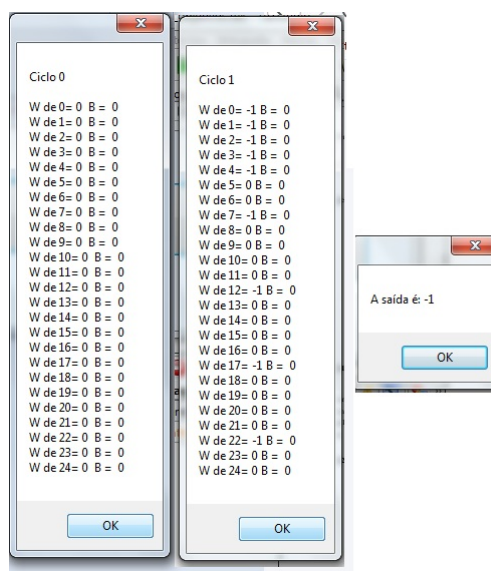 Ciclo 0
W de 0= 0 B = 0
W de 1= 0 B = 0
W de 2= 0 B = 0
W de 3= 0 B = 0
W de 4= 0 B = 0
W de 5= 0 B = 0
W de 6= 0 B = 0
W de 7= 0 B = 0
W de 8= 0 B = 0
W de 9= 0 B = 0
W de 10= 0 B = 0
W de 11= 0 B = 0
W de 12= 0 B = 0
W de 13= 0 B = 0
W de 14= 0 B = 0
W de 15= 0 B = 0
W de 16= 0 B = 0
W de 17= 0 B = 0
W de 18= 0 B = 0
W de 19= 0 B = 0
W de 20= 0 B = 0
W de 21= 0 B = 0
W de 22= 0 B = 0
W de 23= 0 B = 0
W de 24= 0 B = 0
OK
Ciclo 1
W de 0= -1 B = 0
W de 1= -1 B = 0
W de 2= -1 B = 0
W de 3= -1 B = 0
W de 4= -1 B = 0
W de 5= 0 B = 0
W de 6= 0 B = 0
W de 7= -1 B = 0
W de 8= 0 B = 0
W de 9= 0 B = 0
W de 10= 0 B = 0
W de 11= 0 B = 0
W de 12= -1 B = 0
W de 13= 0 B = 0
W de 14= 0 B = 0
W de 15= 0 B = 0
W de 16= 0 B = 0
W de 17= -1 B = 0
W de 18= 0 B = 0
W de 19= 0 B = 0
W de 20= 0 B = 0
W de 21= 0 B = 0
W de 22= -1 B = 0
W de 23= 0 B = 0
W de 24= 0 B = 0
OK
A saída é: -1
OK